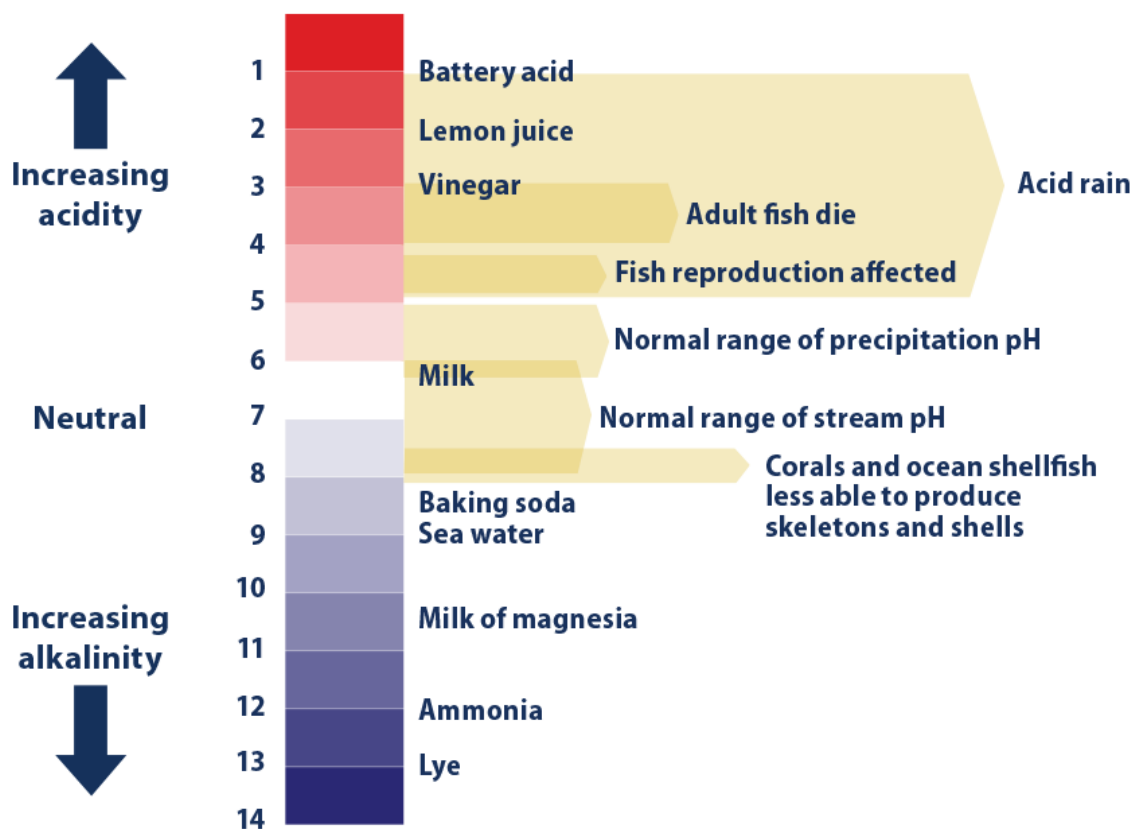 1
Battery acid
2
Lemon juice
Increasing
acidity
3
Vinegar
Acid rain
Adult fish die
4
Fish reproduction affected
5
Normal range of precipitation pH
6
Milk
Neutral
7
Normal range of stream pH
8
Corals and ocean shellfish
less able to produce
skeletons and shells
Baking soda
9
Sea water
10
Increasing
alkalinity
Milk of magnesia
11
12
Ammonia
13
Lye
14